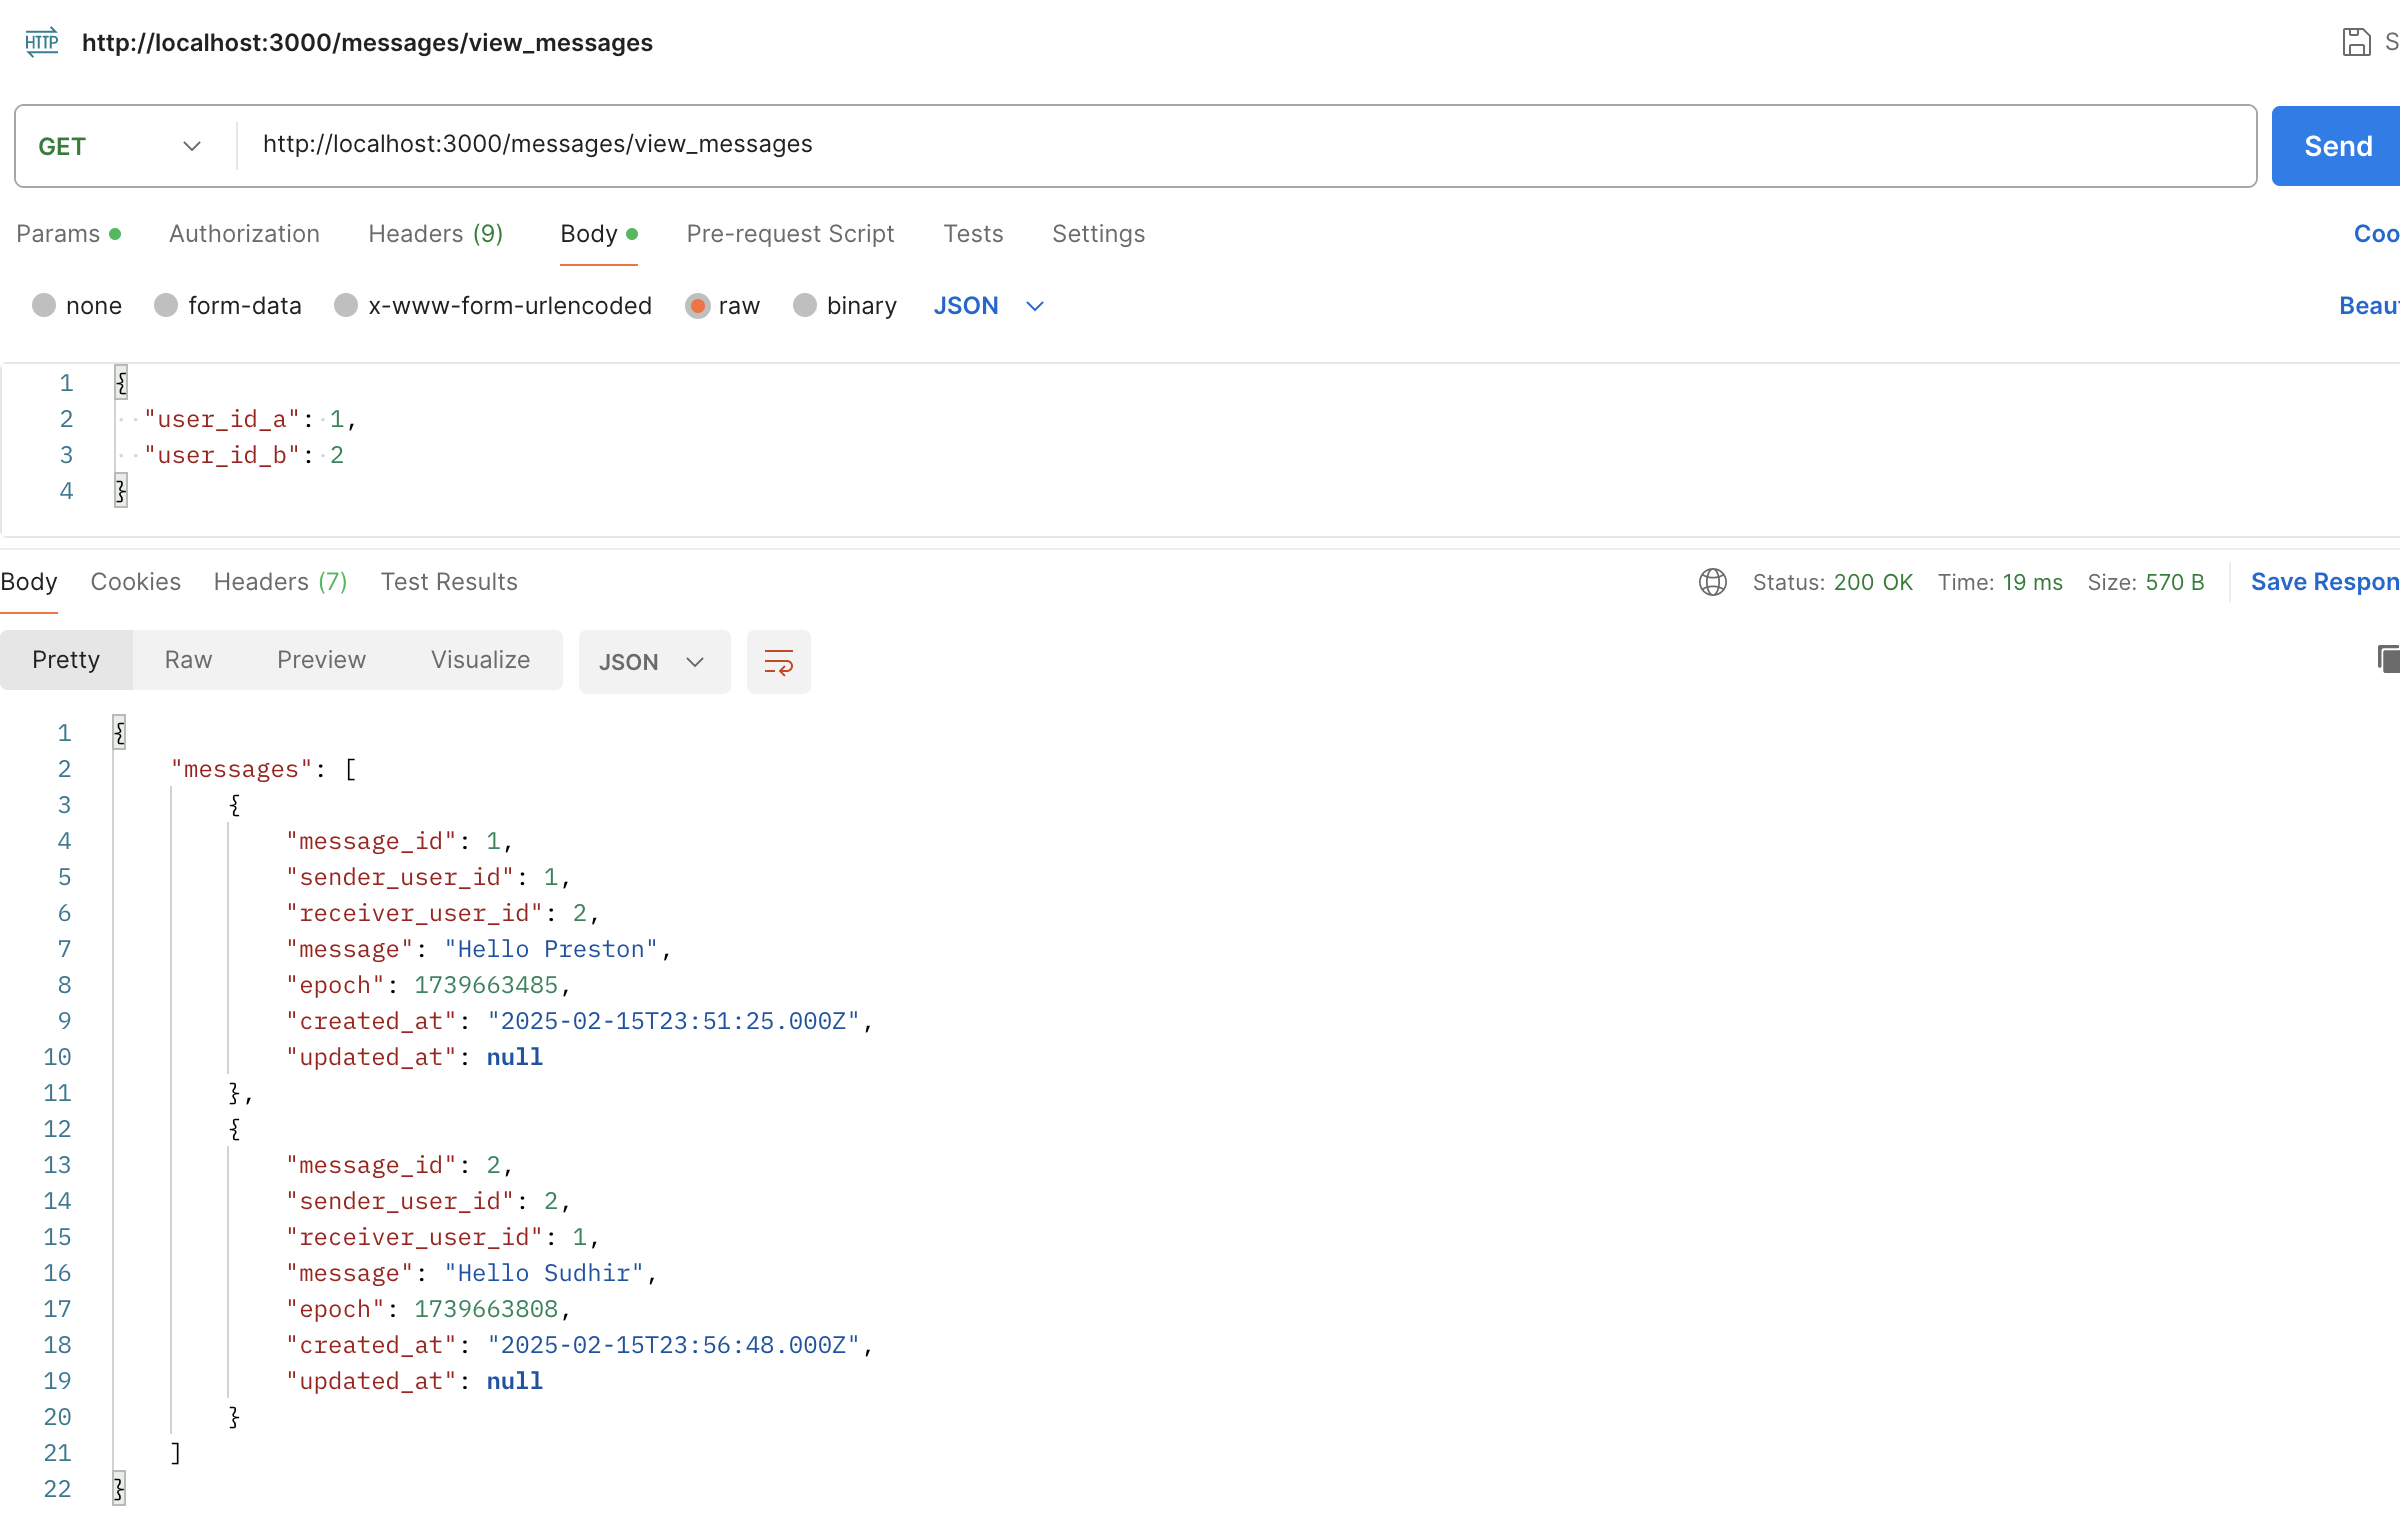 HTTP http://localhost:3000/messages/view_messages
GET http://localhost:3000/messages/view_messages Send
Params Authorization Headers (9) Body Pre-request Script Tests Settings
none form-data x-www-form-urlencoded raw binary JSON
1 {
2 "user_id_a": 1,
3 "user_id_b": 2
4 }
Body Cookies Headers (7) Test Results Status: 200 OK Time: 19 ms Size: 570 B Save
Pretty Raw Preview Visualize JSON
1 {
2 "messages": [
3 {
4 "message_id": 1,
5 "sender_user_id": 1,
6 "receiver_user_id": 2,
7 "message": "Hello Preston",
8 "epoch": 1739663485,
9 "created_at": "2025-02-15T23:51:25.000Z",
10 "updated_at": null
11 },
12 {
13 "message_id": 2,
14 "sender_user_id": 2,
15 "receiver_user_id": 1,
16 "message": "Hello Sudhir",
17 "epoch": 1739663808,
18 "created_at": "2025-02-15T23:56:48.000Z",
19 "updated_at": null
20 }
21 ]
22 }